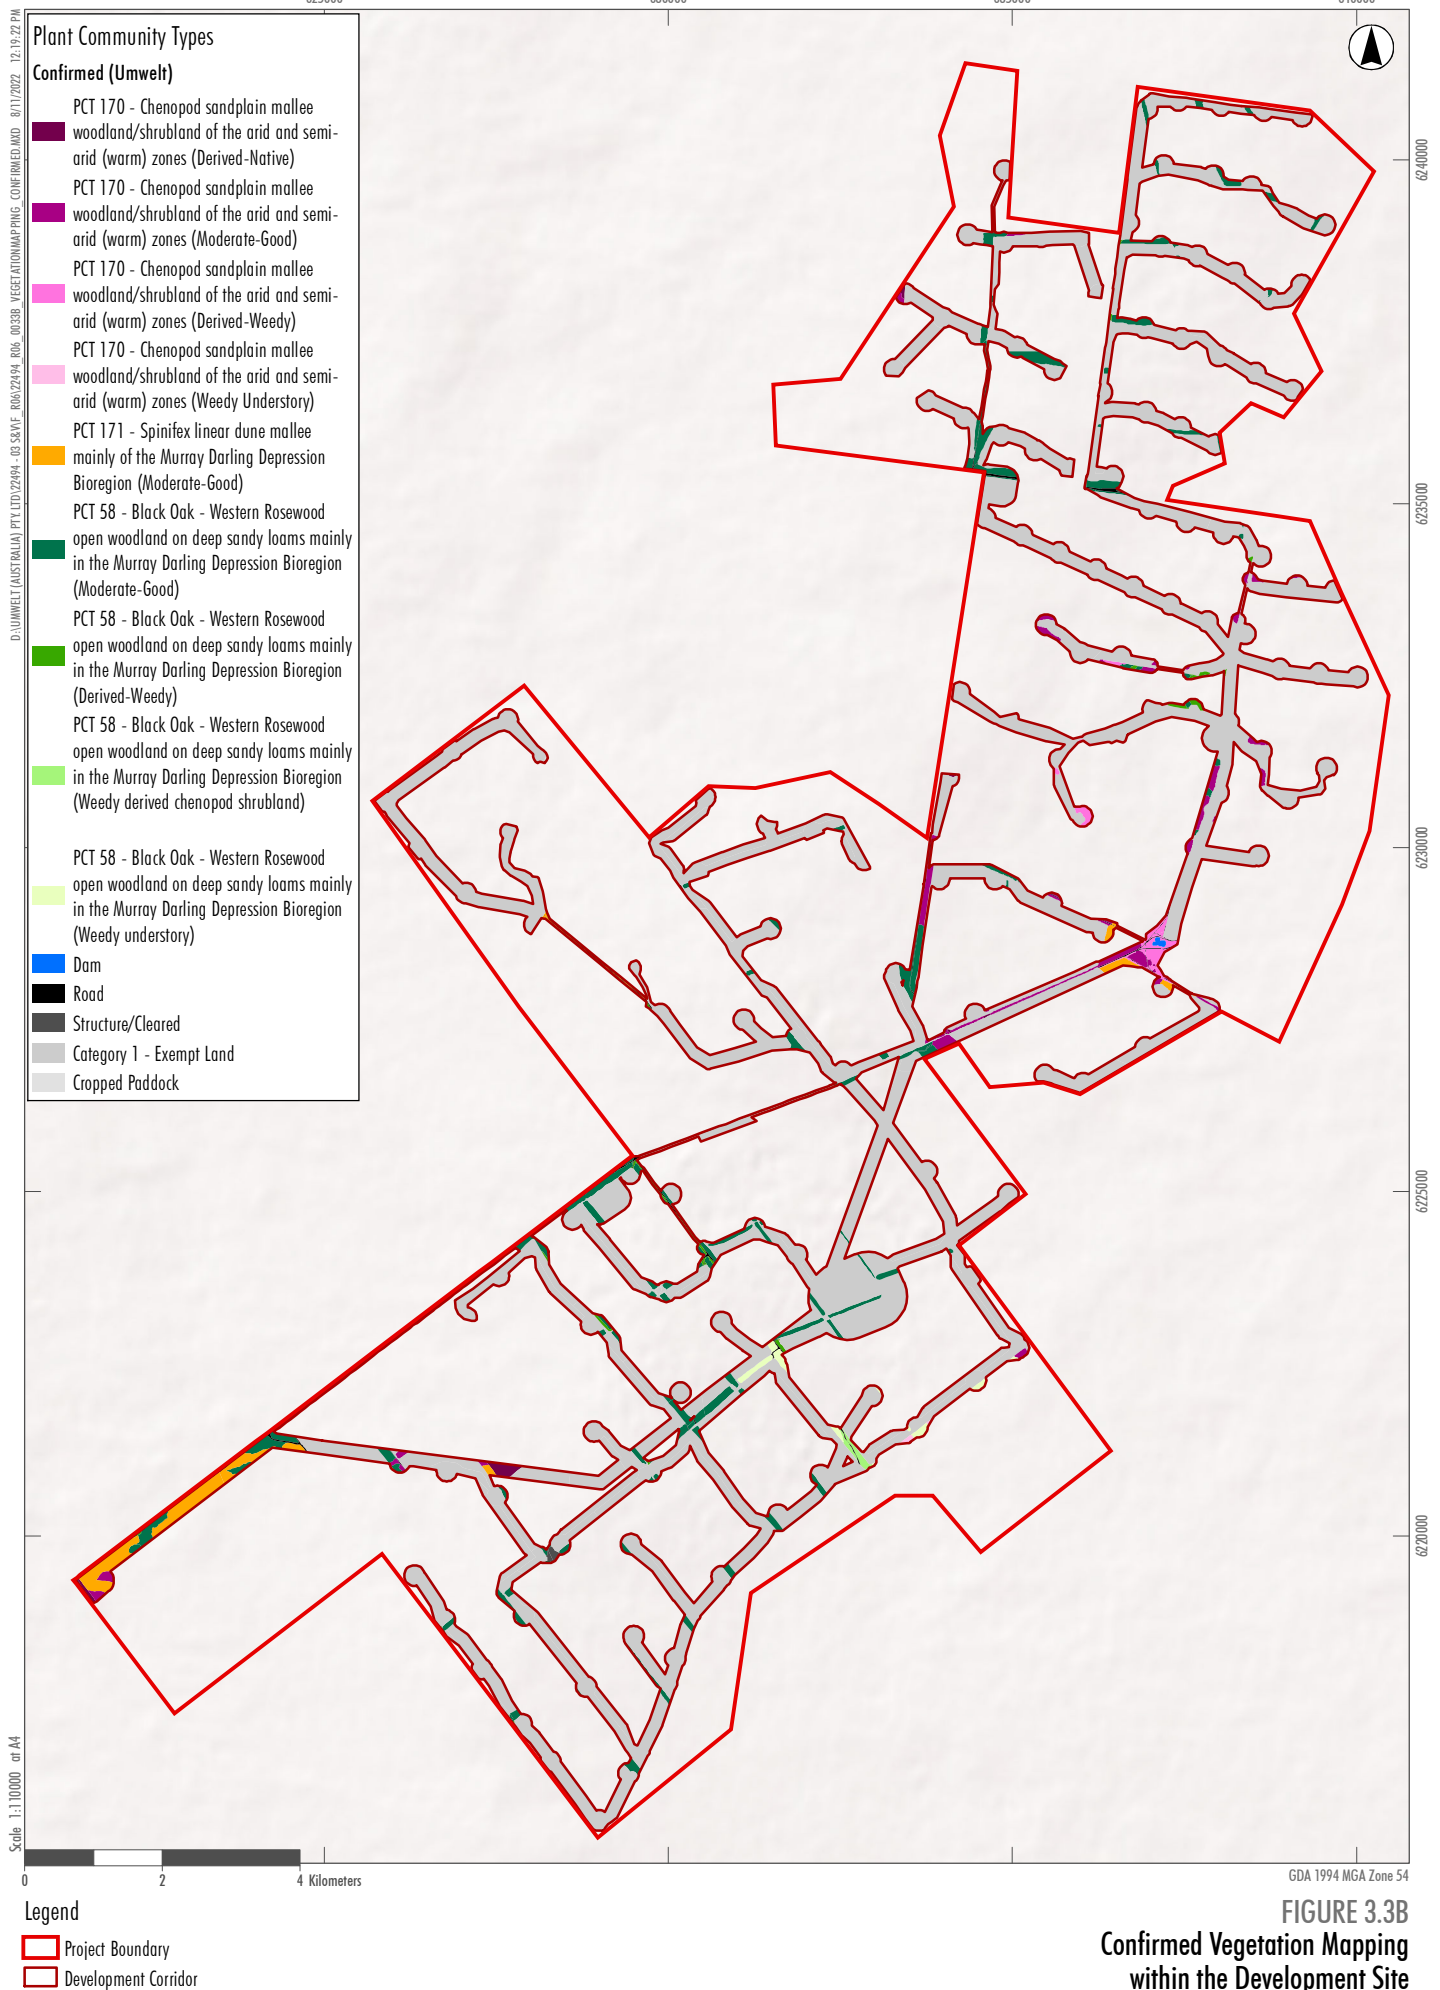 Plant Community Types
Confirmed (Umwelt)
PCT 170 - Chenopod sandplain mallee
woodland/shrubland of the arid and semi-
arid (warm) zones (Derived-Native)
PCT 170 - Chenopod sandplain mallee
woodland/shrubland of the arid and semi-
arid (warm) zones (Moderate-Good)
PCT 170 - Chenopod sandplain mallee
woodland/shrubland of the arid and semi-
arid (warm) zones (Derived-Weedy)
PCT 170 - Chenopod sandplain mallee
woodland/shrubland of the arid and semi-
arid (warm) zones (Weedy Understory)
PCT 171 - Spinifex linear dune mallee
mainly of the Murray Darling Depression
Bioregion (Moderate-Good)
PCT 58 - Black Oak - Western Rosewood
open woodland on deep sandy loams mainly
in the Murray Darling Depression Bioregion
(Moderate-Good)
PCT 58 - Black Oak - Western Rosewood
open woodland on deep sandy loams mainly
in the Murray Darling Depression Bioregion
(Derived-Weedy)
PCT 58 - Black Oak - Western Rosewood
open woodland on deep sandy loams mainly
in the Murray Darling Depression Bioregion
(Weedy derived chenopod shrubland)
PCT 58 - Black Oak - Western Rosewood
open woodland on deep sandy loams mainly
in the Murray Darling Depression Bioregion
(Weedy understory)
Dam
Road
Structure/Cleared
Category 1 - Exempt Land
Cropped Paddock
6240000
6235000
6230000
6225000
6220000
Scale 1:110000 at A4
0 2 4 Kilometers
GDA 1994 MGA Zone 54
Legend
Project Boundary
Development Corridor
FIGURE 3.3B
Confirmed Vegetation Mapping
within the Development Site